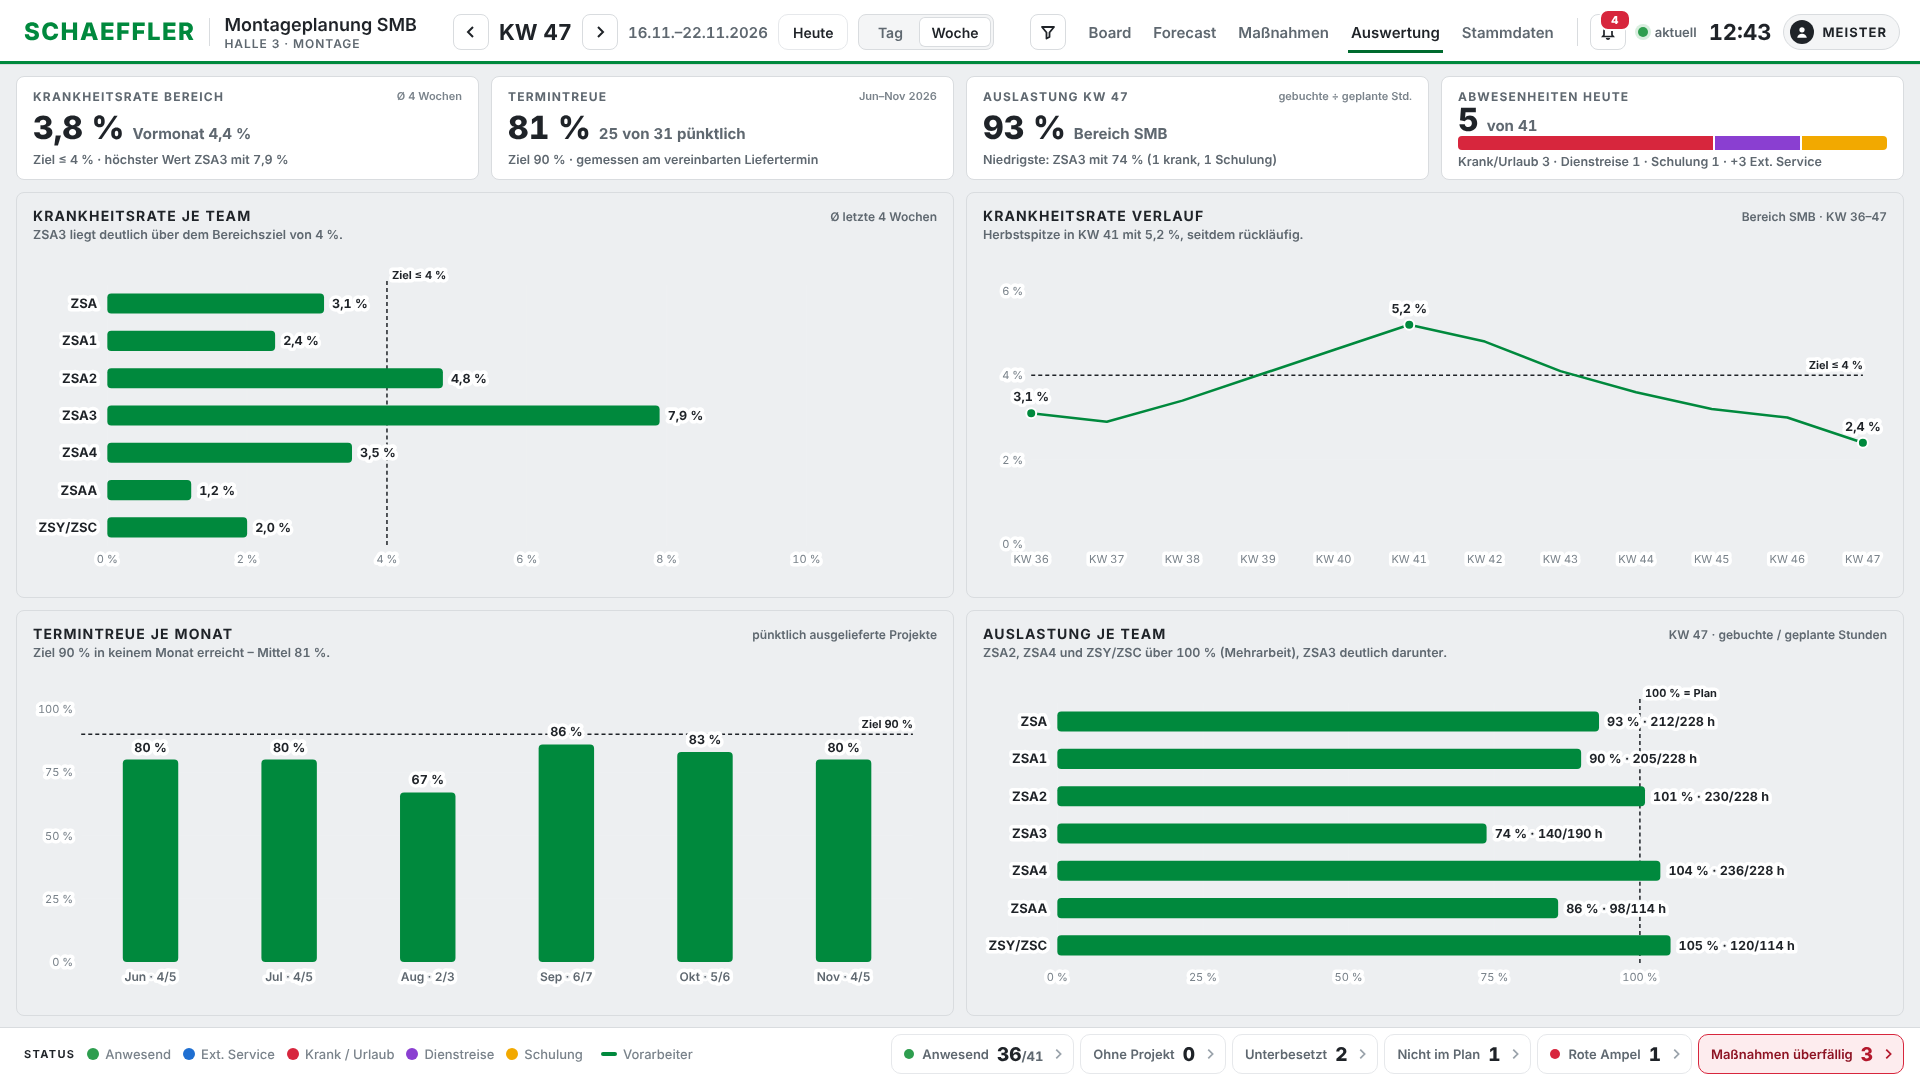 SCHAEFFLER
Montageplanung SMB
HALLE 3 · MONTAGE
KW 47
16.11.–22.11.2026
Heute
Tag
Woche
Board
Forecast
Maßnahmen
Auswertung
Stammdaten
4
aktuell
12:43
MEISTER
KRANKHEITSRATE BEREICH
Ø 4 Wochen
3,8 % Vormonat 4,4 %
Ziel ≤ 4 % · höchster Wert ZSA3 mit 7,9 %
TERMINTREUE
Jun–Nov 2026
81 % 25 von 31 pünktlich
Ziel 90 % · gemessen am vereinbarten Liefertermin
AUSLASTUNG KW 47
gebuchte ÷ geplante Std.
93 % Bereich SMB
Niedrigste: ZSA3 mit 74 % (1 krank, 1 Schulung)
ABWESENHEITEN HEUTE
5 von 41
Krank/Urlaub 3 · Dienstreise 1 · Schulung 1 · +3 Ext. Service
KRANKHEITSRATE JE TEAM
Ø letzte 4 Wochen
ZSA3 liegt deutlich über dem Bereichsziel von 4 %.
Ziel ≤ 4 %
ZSA 3,1 %
ZSA1 2,4 %
ZSA2 4,8 %
ZSA3 7,9 %
ZSA4 3,5 %
ZSAA 1,2 %
ZSY/ZSC 2,0 %
0 % 2 % 4 % 6 % 8 % 10 %
KRANKHEITSRATE VERLAUF
Bereich SMB · KW 36–47
Herbstspitze in KW 41 mit 5,2 %, seitdem rückläufig.
6 %
5,2 %
Ziel ≤ 4 %
4 %
3,1 %
2,4 %
2 %
0 %
KW 36 KW 37 KW 38 KW 39 KW 40 KW 41 KW 42 KW 43 KW 44 KW 45 KW 46 KW 47
TERMINTREUE JE MONAT
pünktlich ausgelieferte Projekte
Ziel 90 % in keinem Monat erreicht – Mittel 81 %.
100 %
Ziel 90 %
80 % 80 % 67 % 86 % 83 % 80 %
75 %
50 %
25 %
0 %
Jun · 4/5 Jul · 4/5 Aug · 2/3 Sep · 6/7 Okt · 5/6 Nov · 4/5
AUSLASTUNG JE TEAM
KW 47 · gebuchte / geplante Stunden
ZSA2, ZSA4 und ZSY/ZSC über 100 % (Mehrarbeit), ZSA3 deutlich darunter.
100 % = Plan
ZSA 93 % · 212/228 h
ZSA1 90 % · 205/228 h
ZSA2 101 % · 230/228 h
ZSA3 74 % · 140/190 h
ZSA4 104 % · 236/228 h
ZSAA 86 % · 98/114 h
ZSY/ZSC 105 % · 120/114 h
0 % 25 % 50 % 75 % 100 %
STATUS Anwesend Ext. Service Krank / Urlaub Dienstreise Schulung Vorarbeiter
Anwesend 36/41
Ohne Projekt 0
Unterbesetzt 2
Nicht im Plan 1
Rote Ampel 1
Maßnahmen überfällig 3